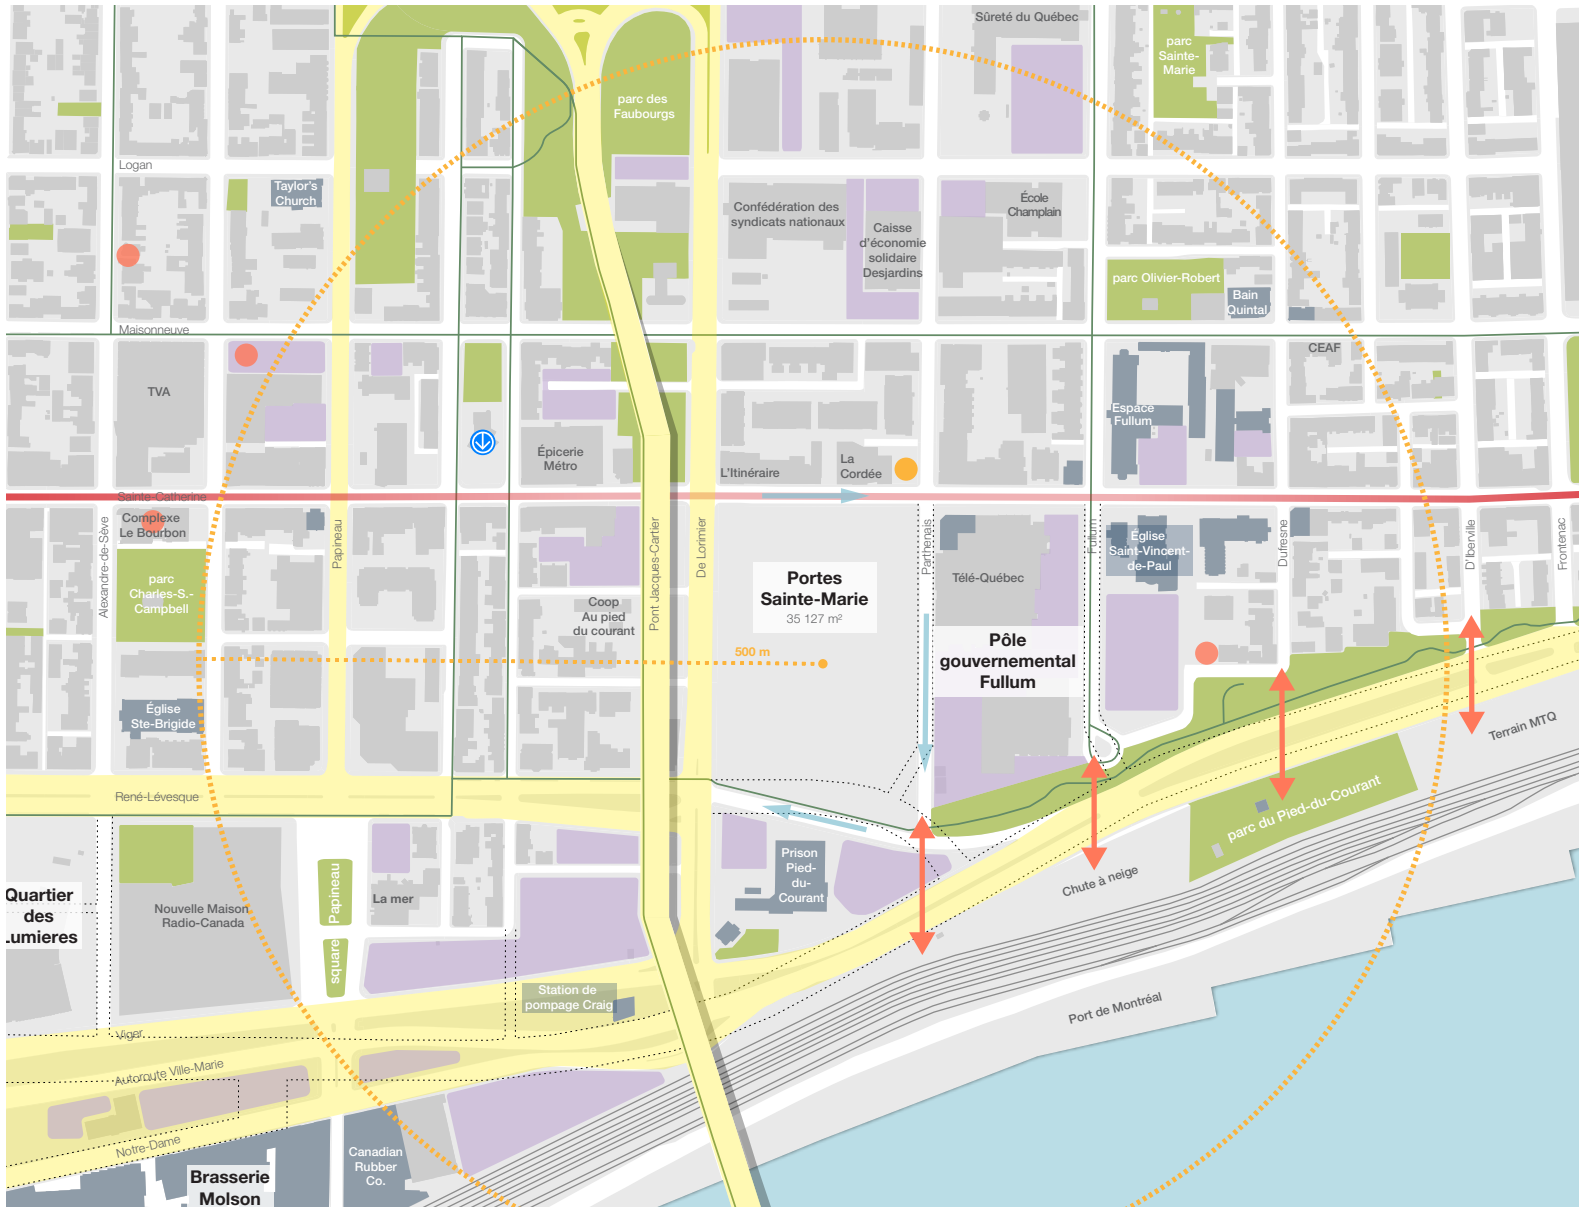 Sûreté du Québec
parc
Sainte-
Marie
parc des
Faubourgs
Logan
Taylor's
Church
Confédération des
syndicats nationaux
Caisse
d'économie
solidaire
Desjardins
École
Champlain
parc Olivier-Robert
Bain
Quintal
Maisonneuve
TVA
CEAF
Espace
Fullum
Épicerie
Métro
L'Itinéraire
La
Cordée
Sainte-Catherine
Complexe
Le Bourbon
Alexandre-de-Sève
Papineau
Pont Jacques-Cartier
De Lorimier
Parthenais
Fullum
Dufresne
D'Iberville
Frontenac
parc
Charles-S.-
Campbell
Coop
Au pied
du courant
Portes
Sainte-Marie
35 127 m²
Télé-Québec
Église
Saint-Vincent-
de-Paul
500 m
Pôle
gouvernemental
Fullum
Église
Ste-Brigide
Terrain MTQ
René-Lévesque
parc du Pied-du-Courant
Prison
Pied-
du-
Courant
Chute à neige
Quartier
des
Lumieres
Nouvelle Maison
Radio-Canada
square Papineau
La mer
Station de
pompage Craig
Port de Montréal
Viger
Autoroute Ville-Marie
Notre-Dame
Brasserie
Molson
Canadian
Rubber
Co.